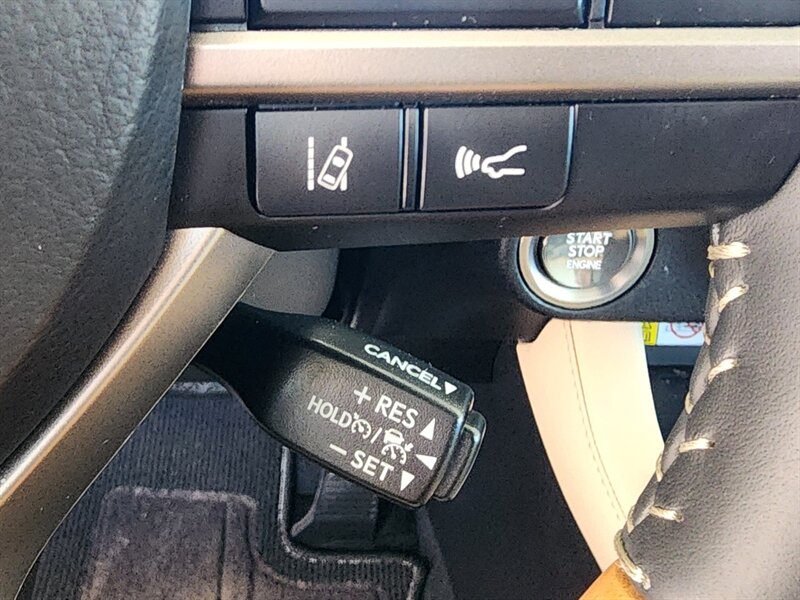 START
STOP
ENGINE
CANCEL▼
+ RES ▲
HOLD /
− SET ▼